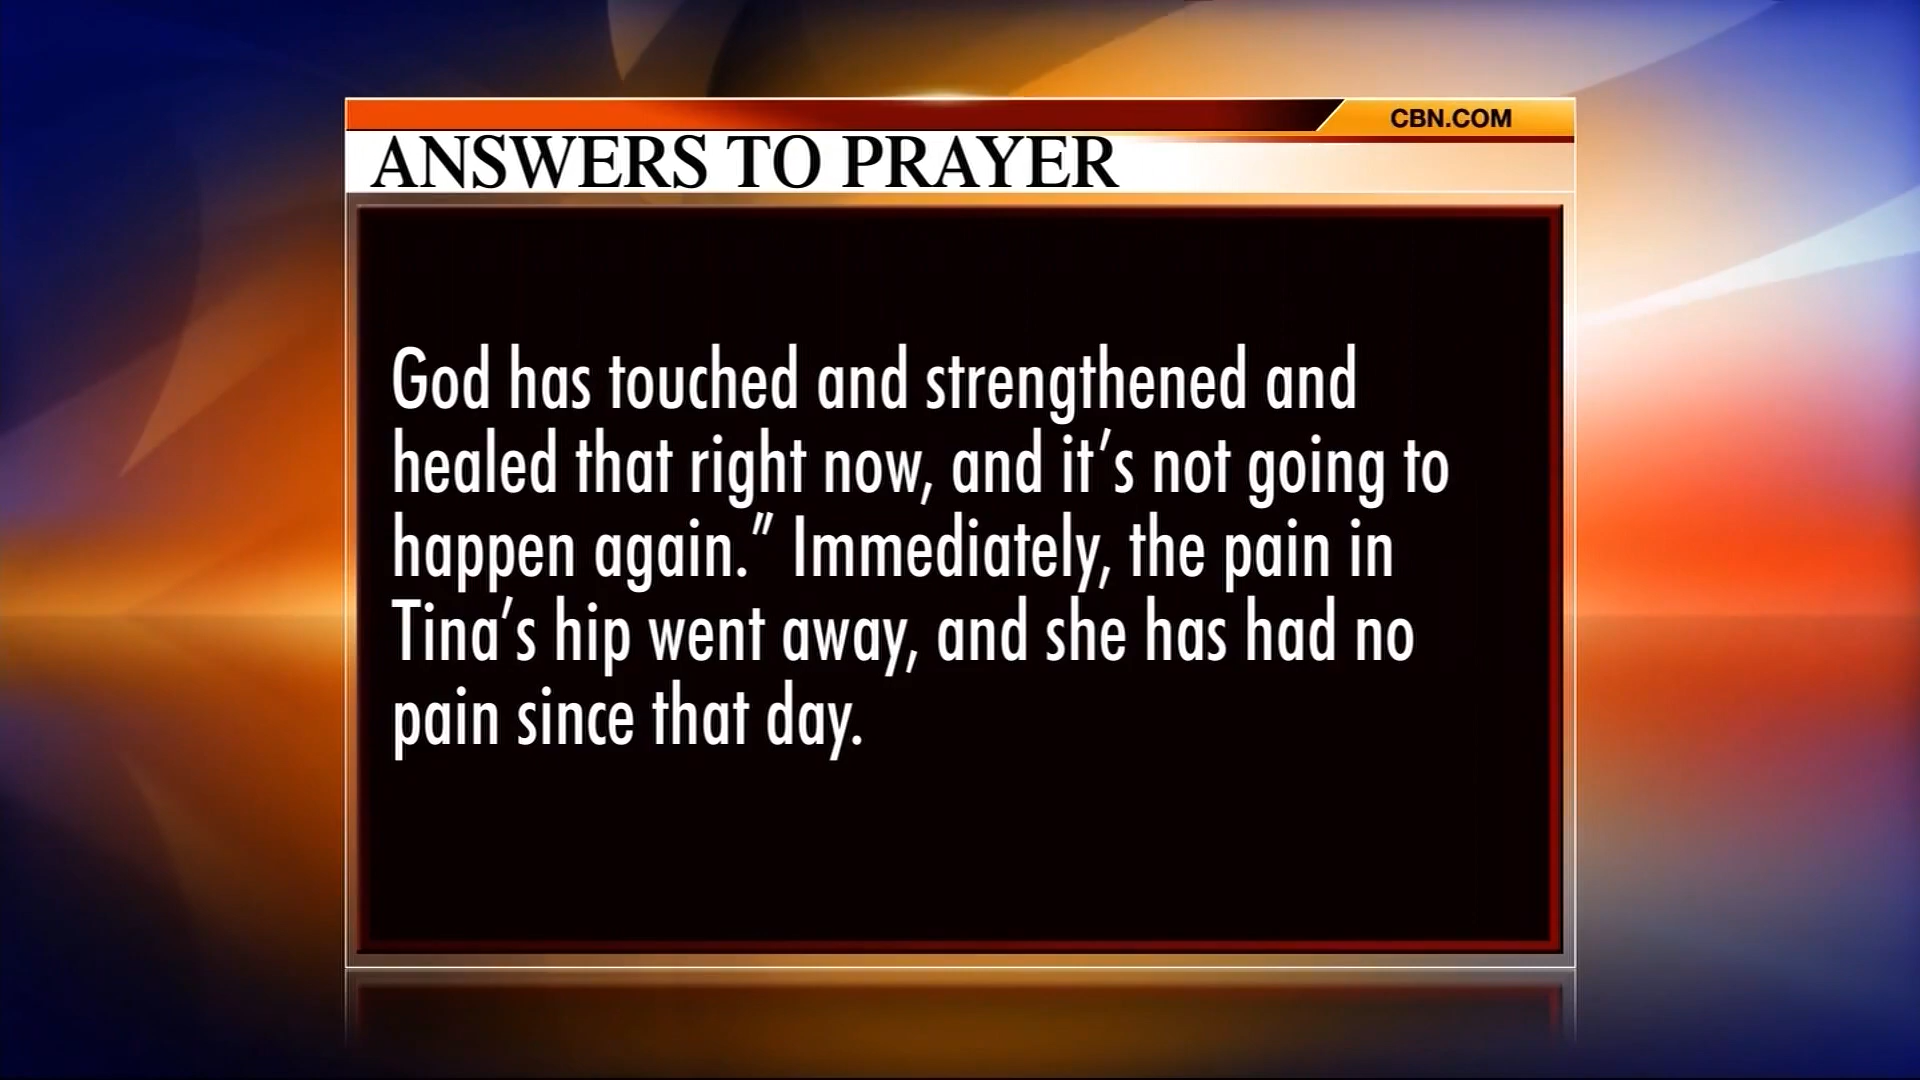 CBN.COM
ANSWERS TO PRAYER
God has touched and strengthened and
healed that right now, and it’s not going to
happen again.” Immediately, the pain in
Tina’s hip went away, and she has had no
pain since that day.